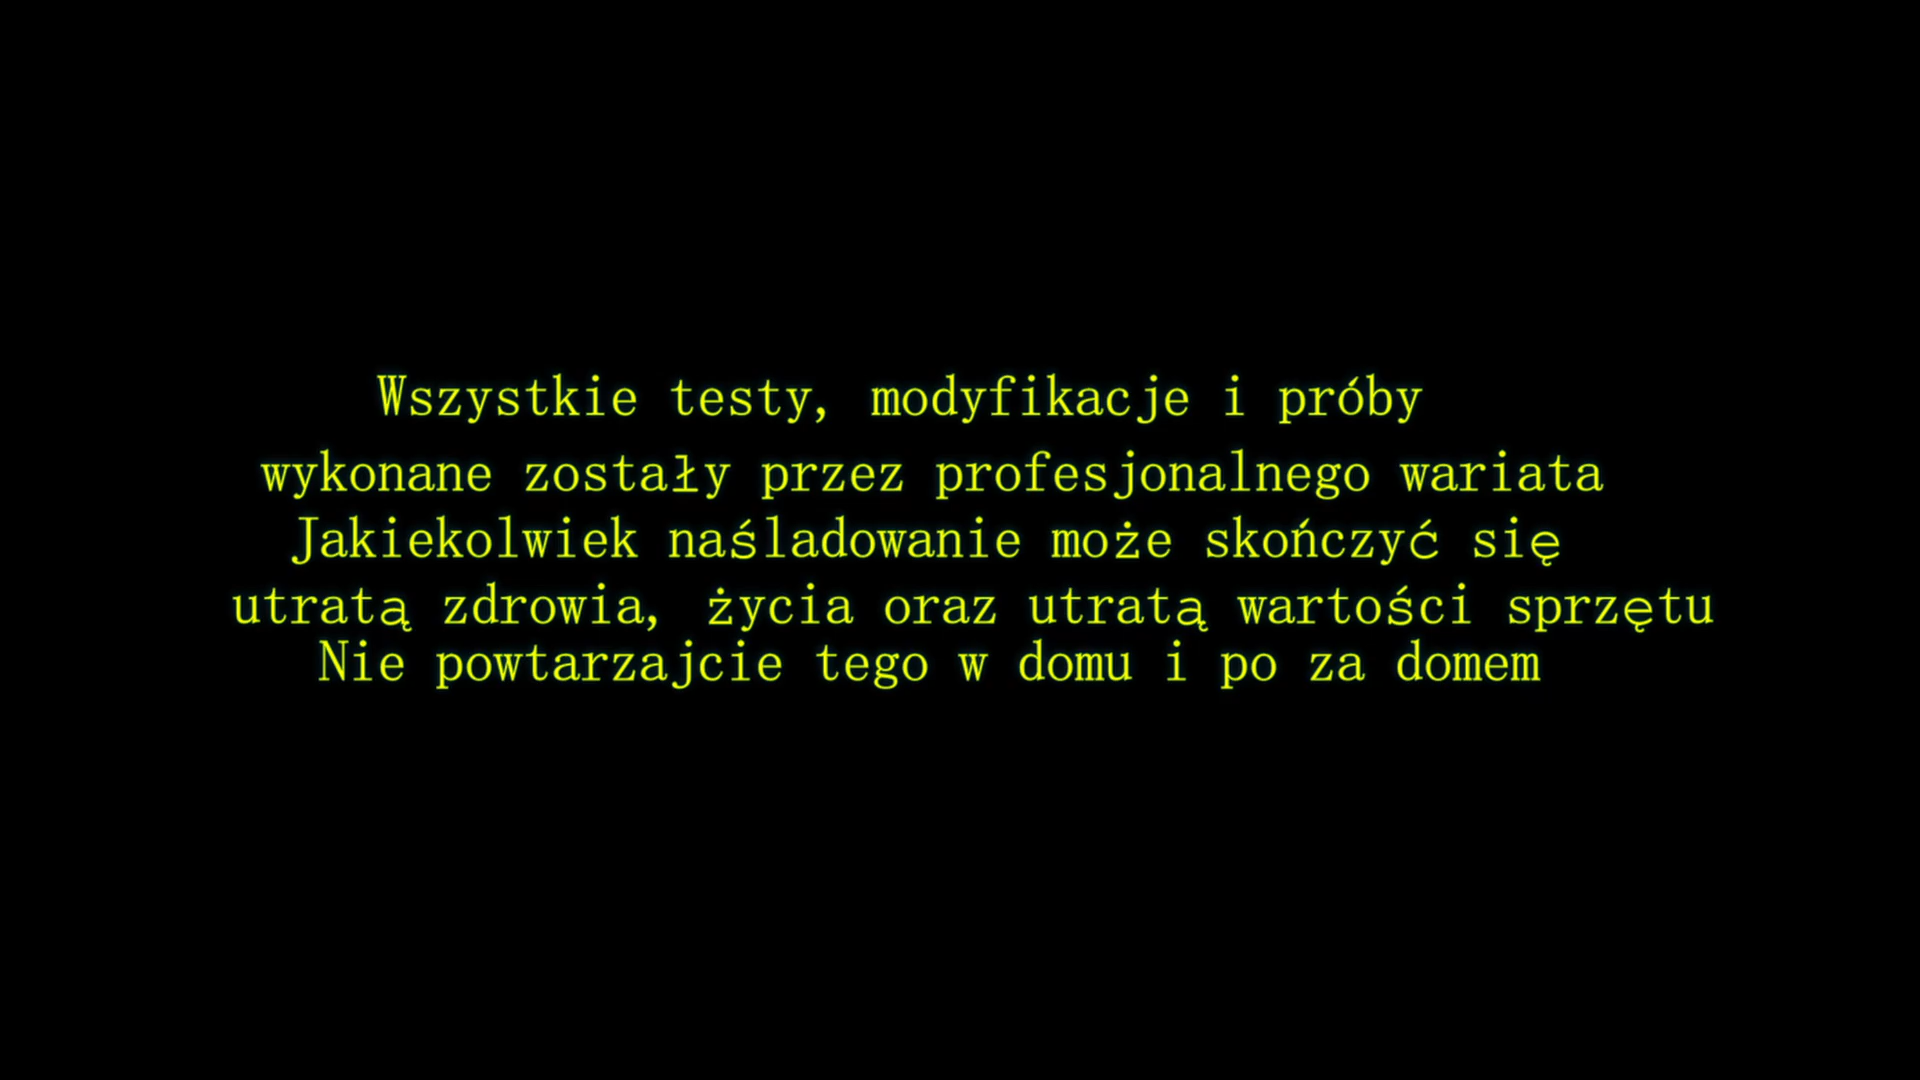 Wszystkie testy, modyfikacje i próby
wykonane zostały przez profesjonalnego wariata
Jakiekolwiek naśladowanie może skończyć się
utratą zdrowia, życia oraz utratą wartości sprzętu
Nie powtarzajcie tego w domu i po za domem